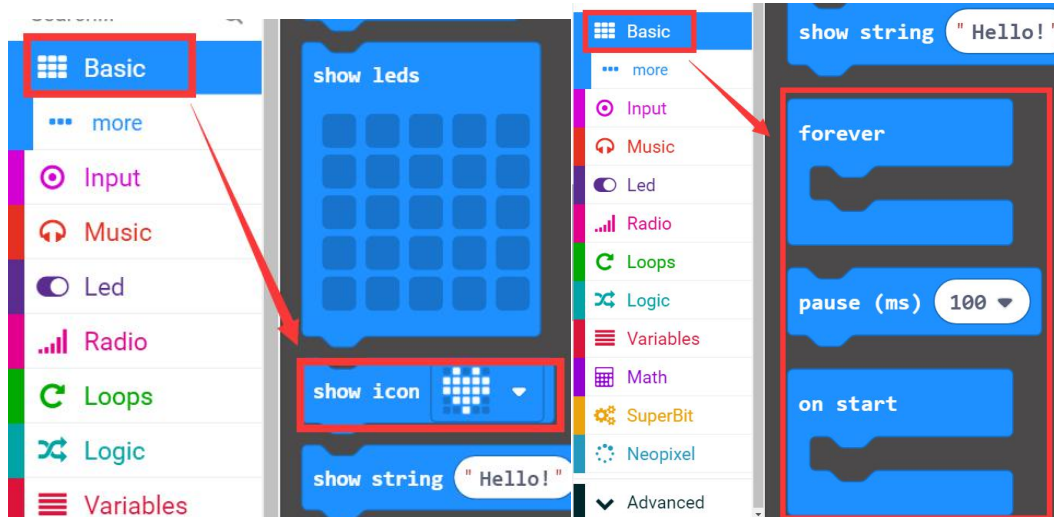 Basic
more
Input
Music
Led
Radio
Loops
Logic
Variables
show leds
show icon
show string "Hello!"
Basic
more
Input
Music
Led
Radio
Loops
Logic
Variables
Math
SuperBit
Neopixel
Advanced
show string "Hello!"
forever
pause (ms) 100
on start